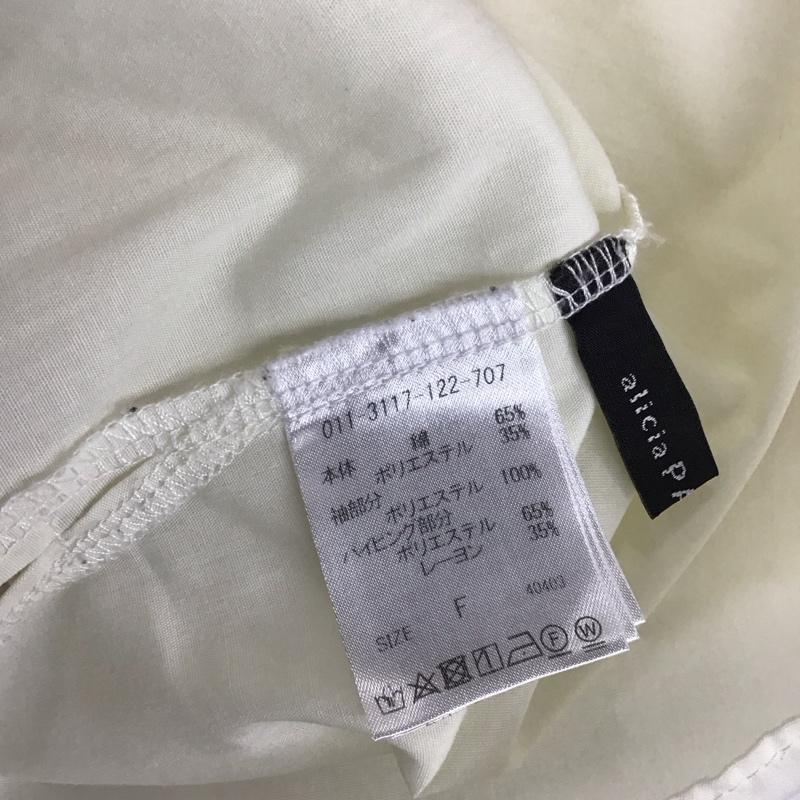 011-3117-122-707
本体 綿 65%
ポリエステル 35%
袖部分
ポリエステル 100%
パイピング部分
ポリエステル 65%
レーヨン 35%
SIZE F 40403
F W
aliciaPA